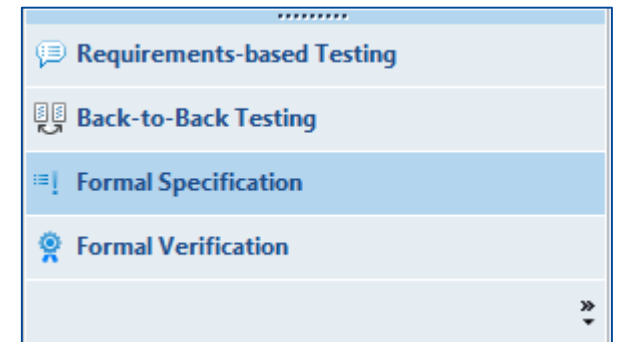 Requirements-based Testing
Back-to-Back Testing
Formal Specification
Formal Verification